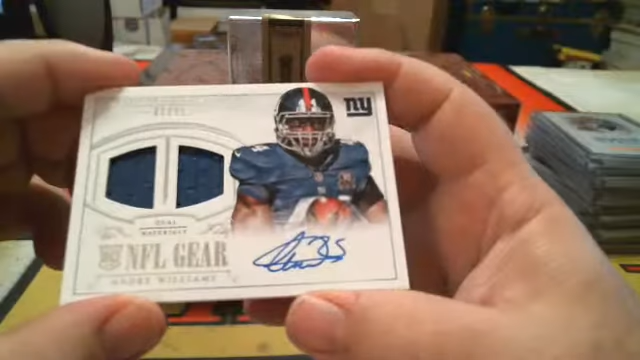 ny
DUAL
MATERIALS
NFL GEAR
ANDRE WILLIAMS